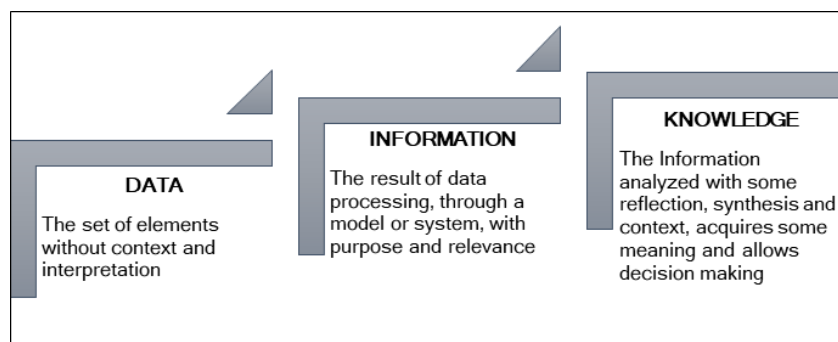 DATA
The set of elements
without context and
interpretation
INFORMATION
The result of data
processing, through a
model or system, with
purpose and relevance
KNOWLEDGE
The Information
analyzed with some
reflection, synthesis and
context, acquires some
meaning and allows
decision making